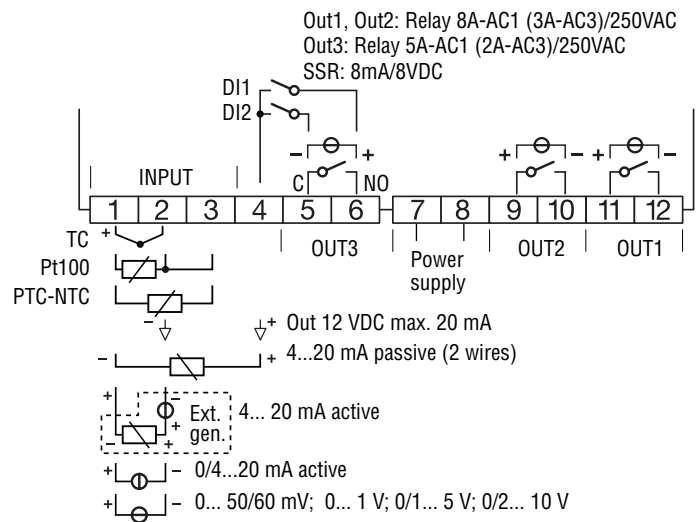 Out1, Out2: Relay 8A-AC1 (3A-AC3)/250VAC
Out3: Relay 5A-AC1 (2A-AC3)/250VAC
SSR: 8mA/8VDC
DI1
DI2
− + + − + −
INPUT
C NO
1 2 3 4 5 6 7 8 9 10 11 12
+
TC
OUT3
Power
supply
OUT2
OUT1
Pt100
PTC-NTC
− + Out 12 VDC max. 20 mA
− + 4...20 mA passive (2 wires)
+ −
Ext.
gen.
4... 20 mA active
− + +
+ − 0/4...20 mA active
+ − 0... 50/60 mV; 0... 1 V; 0/1... 5 V; 0/2... 10 V